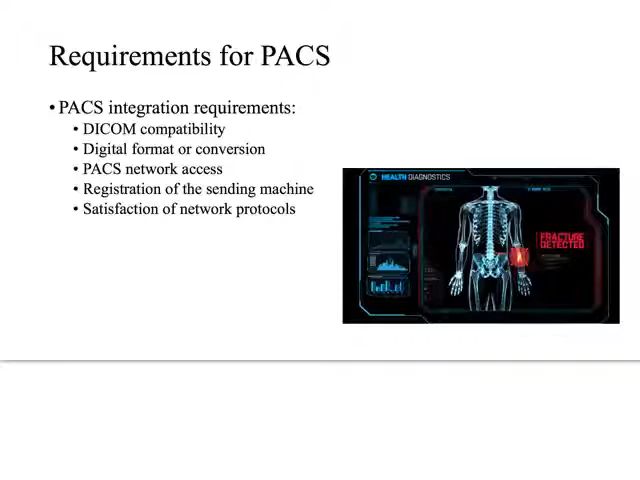 Requirements for PACS
• PACS integration requirements:
• DICOM compatibility
• Digital format or conversion
• PACS network access
• Registration of the sending machine
• Satisfaction of network protocols
HEALTH DIAGNOSTICS
FRACTURE
DETECTED